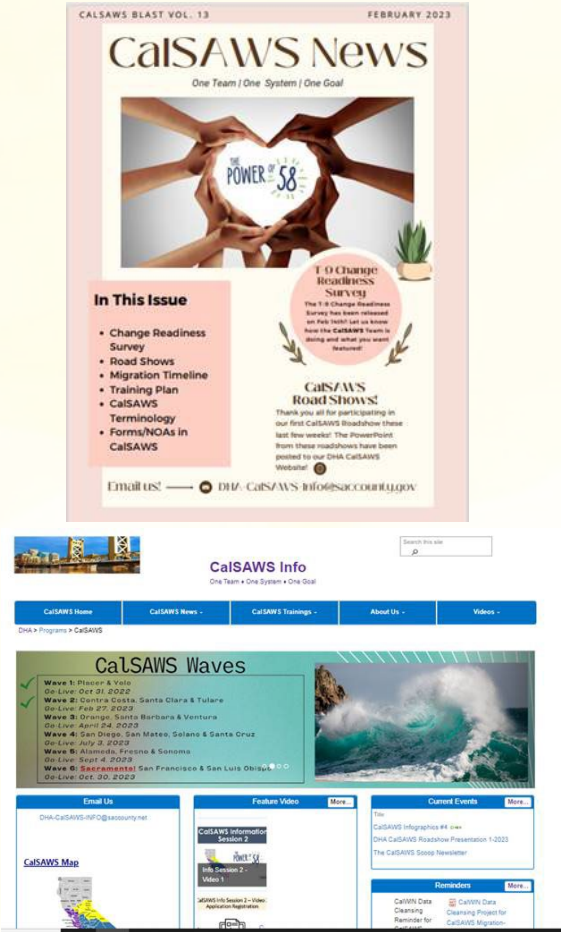 CALSAWS BLAST VOL. 13
FEBRUARY 2023
CalSAWS News
One Team | One System | One Goal
THE POWER OF 58
In This Issue
• Change Readiness
Survey
• Road Shows
• Migration Timeline
• Training Plan
• CalSAWS
Terminology
• Forms/NOAs in
CalSAWS
T-9 Change
Readiness
Survey
The T-9 Change Readiness
Survey has been released
on Feb 14th! Let us know
how the CalSAWS Team is
doing and what you want
featured!
CalSAWS
Road Shows!
Thank you all for participating in
our first CalSAWS Roadshow these
last few weeks! The PowerPoint
from these roadshows have been
posted to our DHA CalSAWS
Website!
Email us!
DHA-CalSAWS-Info@saccounty.gov
CalSAWS Info
One Team ♦ One System ♦ One Goal
Search this site
CalSAWS Home
CalSAWS News
CalSAWS Trainings
About Us
Videos
DHA > Programs > CalSAWS
CalSAWS Waves
Wave 1: Placer & Yolo
Go-Live: Oct 31, 2022
Wave 2: Contra Costa, Santa Clara & Tulare
Go-Live: Feb 27, 2023
Wave 3: Orange, Santa Barbara & Ventura
Go-Live: April 24, 2023
Wave 4: San Diego, San Mateo, Solano & Santa Cruz
Go-Live: July 3, 2023
Wave 5: Alameda, Fresno & Sonoma
Go-Live: Sept 4, 2023
Wave 6: Sacramento! San Francisco & San Luis Obispo
Go-Live: Oct. 30, 2023
Email Us
DHA-CalSAWS-INFO@saccounty.net
CalSAWS Map
Feature Video
More...
CalSAWS Information
Session 2
POWER OF 58
Info Session 2 -
Video 1
CalSAWS Info Session 2 - Video
Application Registration
Current Events
More...
Title
CalSAWS Infographics #4
DHA CalSAWS Roadshow Presentation 1-2023
The CalSAWS Scoop Newsletter
Reminders
More...
CalWIN Data
Cleansing
Reminder for
CalWIN Data
Cleansing Project for
CalSAWS Migration-